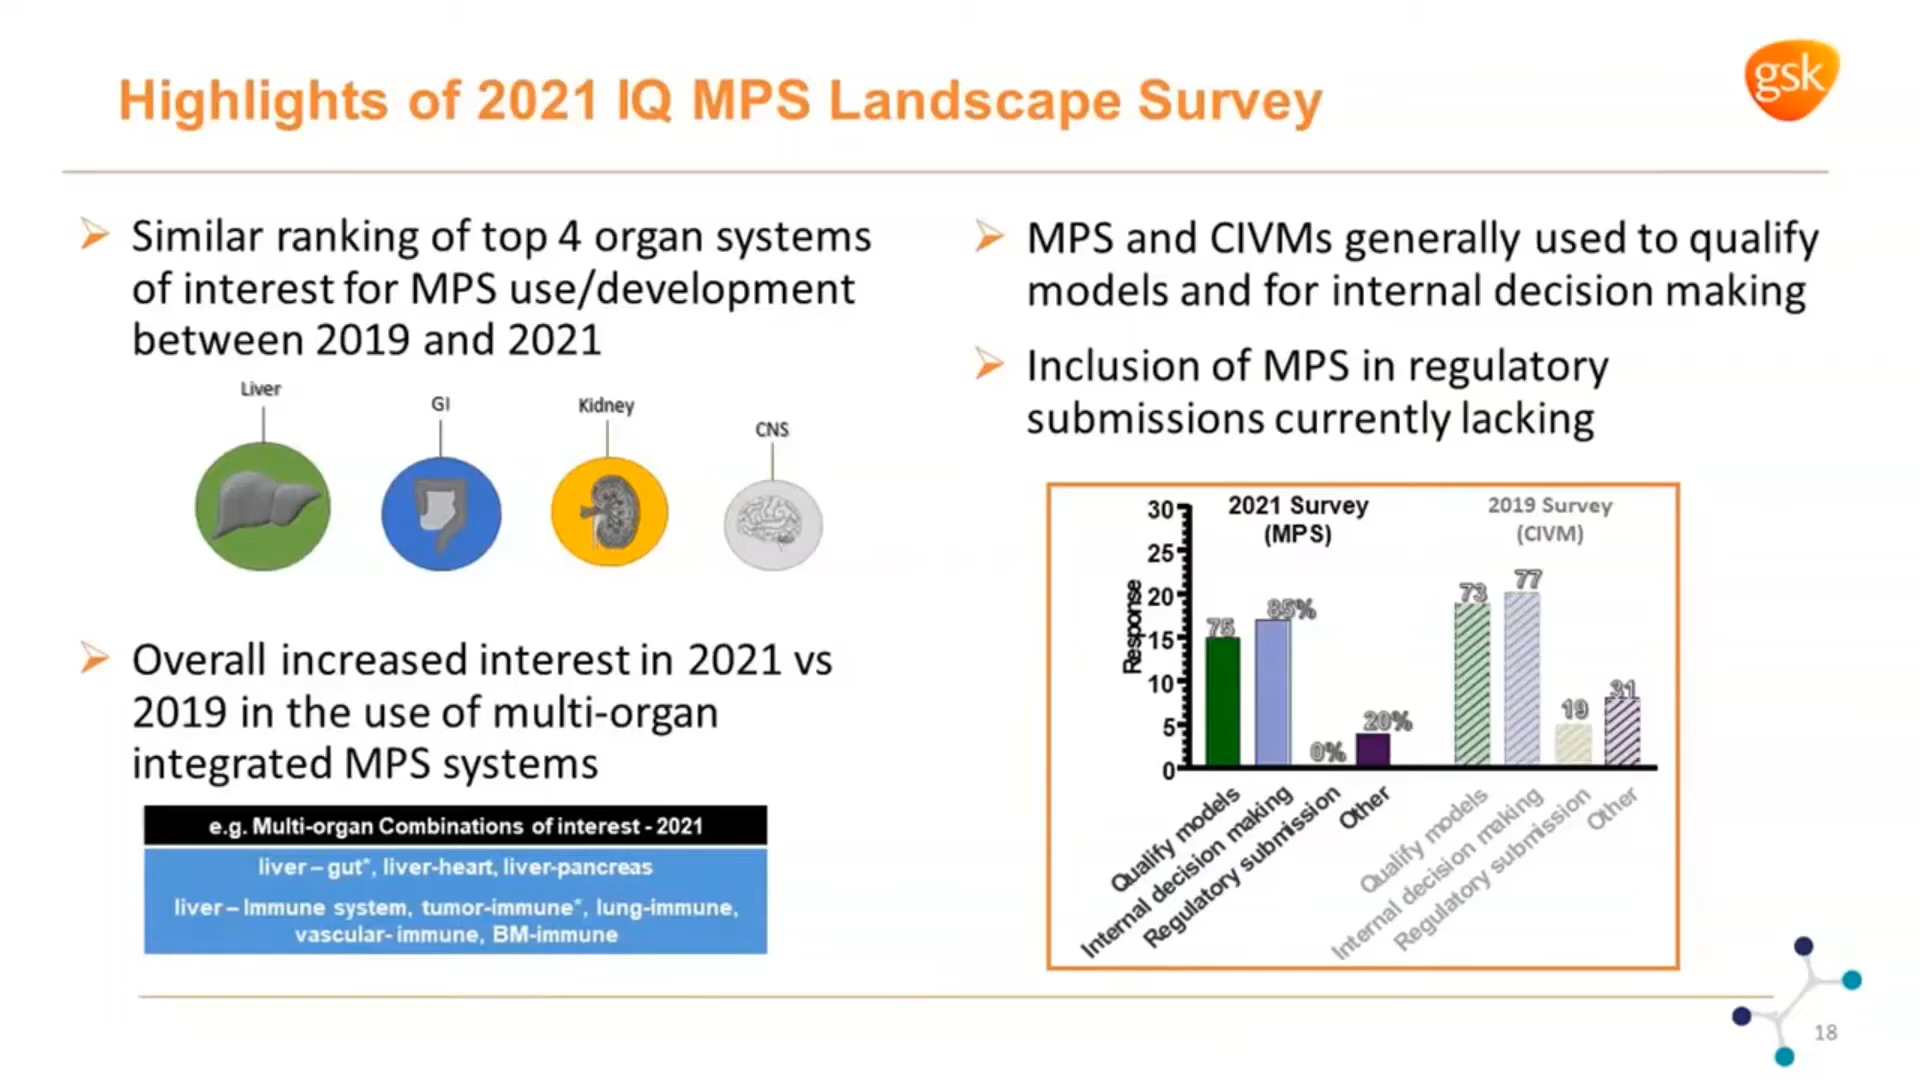 Highlights of 2021 IQ MPS Landscape Survey
gsk
Similar ranking of top 4 organ systems
of interest for MPS use/development
between 2019 and 2021
Liver
GI
Kidney
CNS
Overall increased interest in 2021 vs
2019 in the use of multi-organ
integrated MPS systems
e.g. Multi-organ Combinations of interest - 2021
liver – gut*, liver-heart, liver-pancreas
liver – Immune system, tumor-immune*, lung-immune,
vascular- immune, BM-immune
MPS and CIVMs generally used to qualify
models and for internal decision making
Inclusion of MPS in regulatory
submissions currently lacking
2021 Survey
(MPS)
2019 Survey
(CIVM)
Response
30
25
20
15
10
5
0
75
85%
0%
20%
73
77
19
31
Qualify models
Internal decision making
Regulatory submission
Other
Qualify models
Internal decision making
Regulatory submission
Other
18